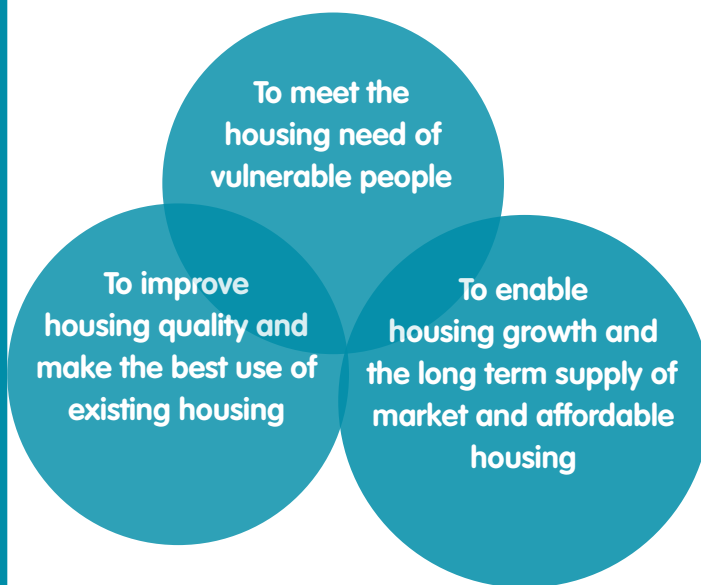 To meet the
housing need of
vulnerable people
To improve
housing quality and
make the best use of
existing housing
To enable
housing growth and
the long term supply of
market and affordable
housing